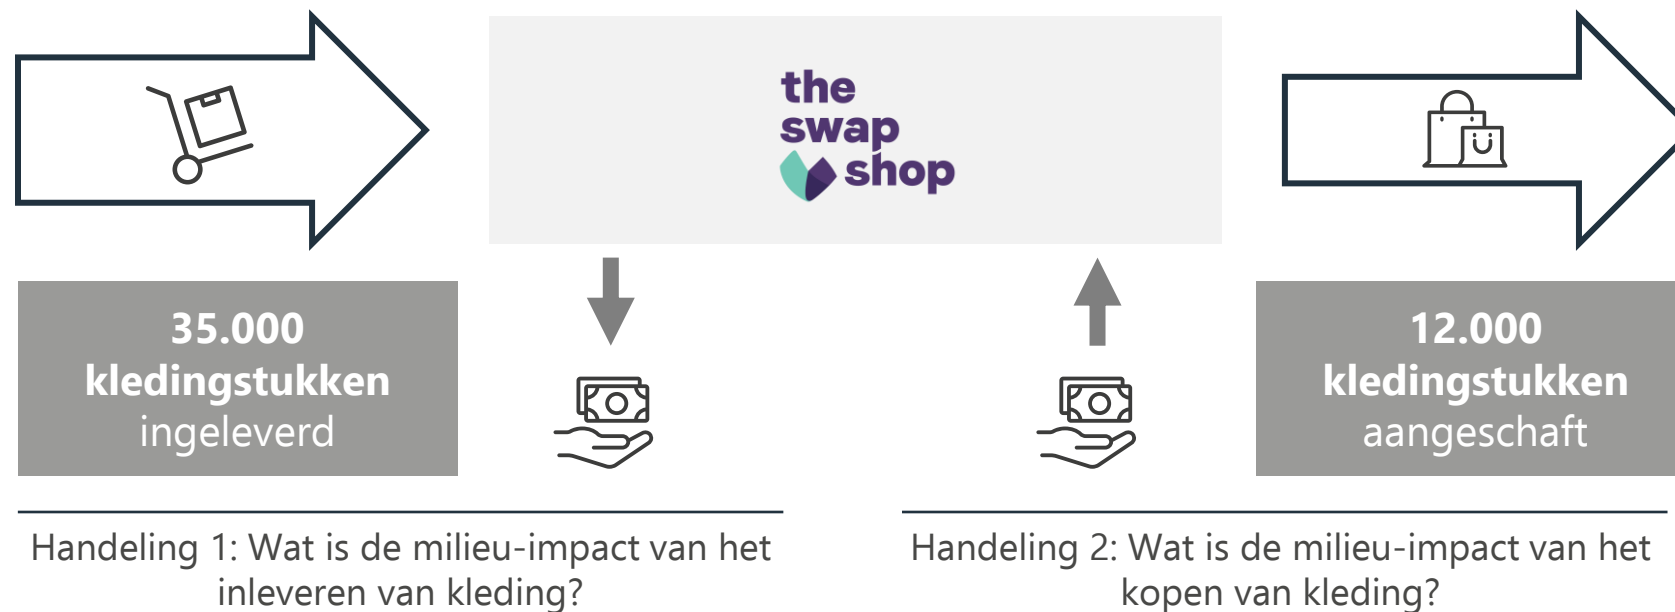 the
swap
shop
35.000
kledingstukken
ingeleverd
12.000
kledingstukken
aangeschaft
Handeling 1: Wat is de milieu-impact van het
inleveren van kleding?
Handeling 2: Wat is de milieu-impact van het
kopen van kleding?